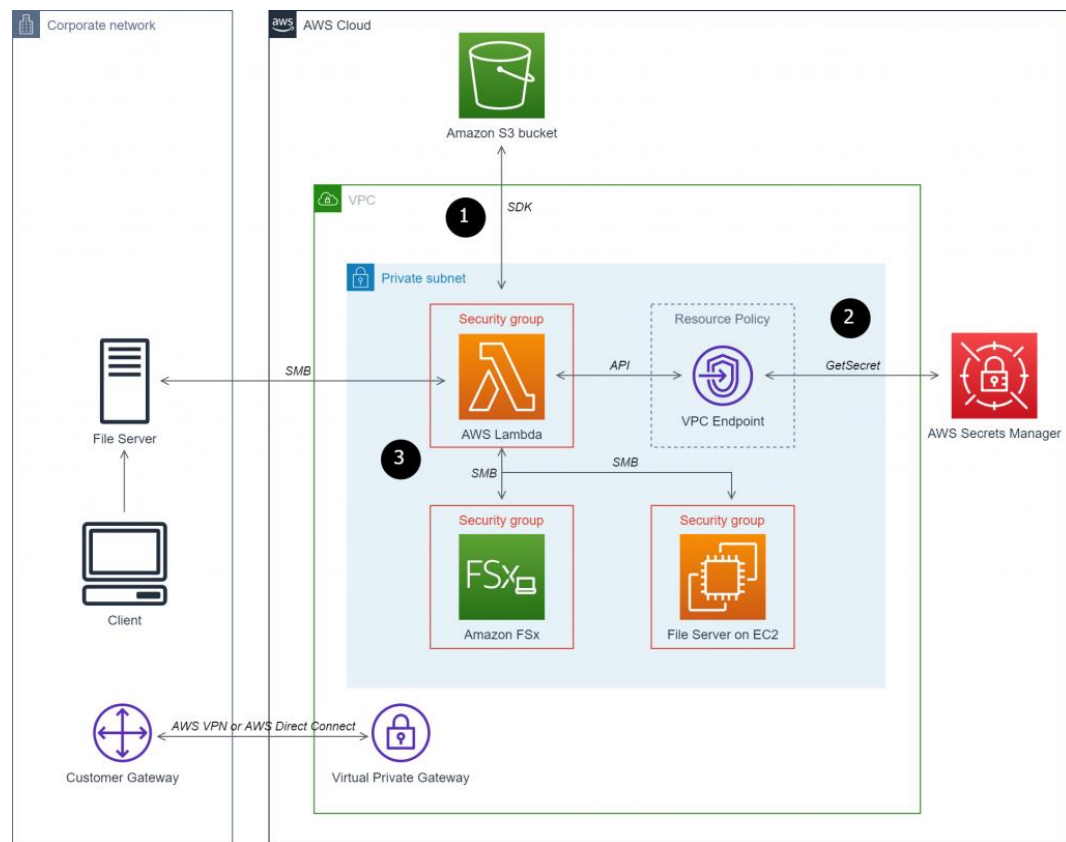 Corporate network
aws
AWS Cloud
Amazon S3 bucket
VPC
1
SDK
Private subnet
Security group
Resource Policy
2
SMB
API
GetSecret
File Server
AWS Lambda
VPC Endpoint
AWS Secrets Manager
3
SMB
SMB
Security group
Security group
FSx
Client
Amazon FSx
File Server on EC2
AWS VPN or AWS Direct Connect
Customer Gateway
Virtual Private Gateway